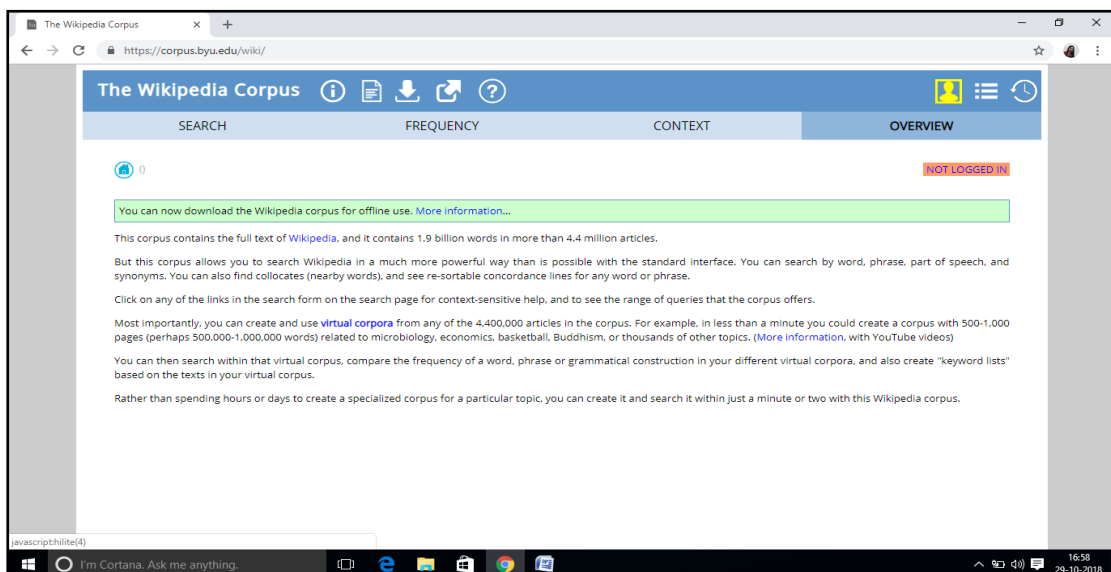 The Wikipedia Corpus
https://corpus.byu.edu/wiki/
The Wikipedia Corpus
SEARCH FREQUENCY CONTEXT OVERVIEW
0 NOT LOGGED IN
You can now download the Wikipedia corpus for offline use. More information...
This corpus contains the full text of Wikipedia, and it contains 1.9 billion words in more than 4.4 million articles.
But this corpus allows you to search Wikipedia in a much more powerful way than is possible with the standard interface. You can search by word, phrase, part of speech, and
synonyms. You can also find collocates (nearby words), and see re-sortable concordance lines for any word or phrase.
Click on any of the links in the search form on the search page for context-sensitive help, and to see the range of queries that the corpus offers.
Most importantly, you can create and use virtual corpora from any of the 4,400,000 articles in the corpus. For example, in less than a minute you could create a corpus with 500-1,000
pages (perhaps 500,000-1,000,000 words) related to microbiology, economics, basketball, Buddhism, or thousands of other topics. (More information, with YouTube videos)
You can then search within that virtual corpus, compare the frequency of a word, phrase or grammatical construction in your different virtual corpora, and also create "keyword lists"
based on the texts in your virtual corpus.
Rather than spending hours or days to create a specialized corpus for a particular topic, you can create it and search it within just a minute or two with this Wikipedia corpus.
javascript:hilite(4)
I'm Cortana. Ask me anything.
16:58
29-10-2018